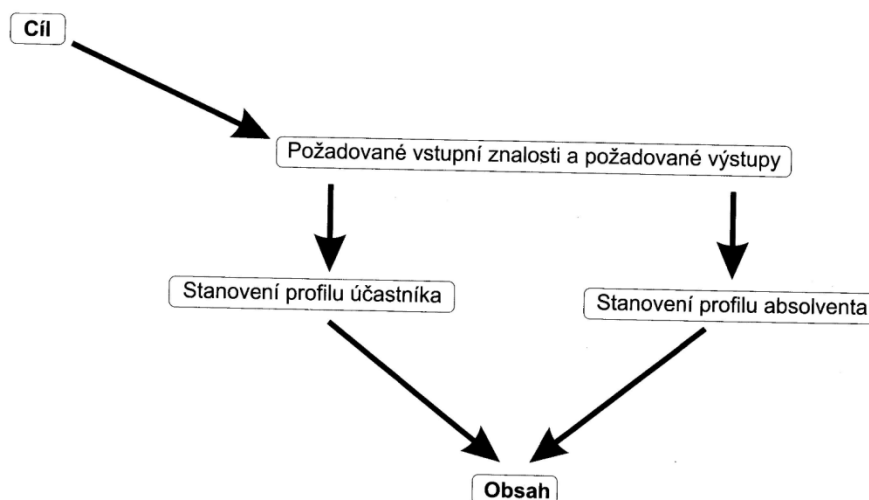 Cíl
Požadované vstupní znalosti a požadované výstupy
Stanovení profilu účastníka
Stanovení profilu absolventa
Obsah